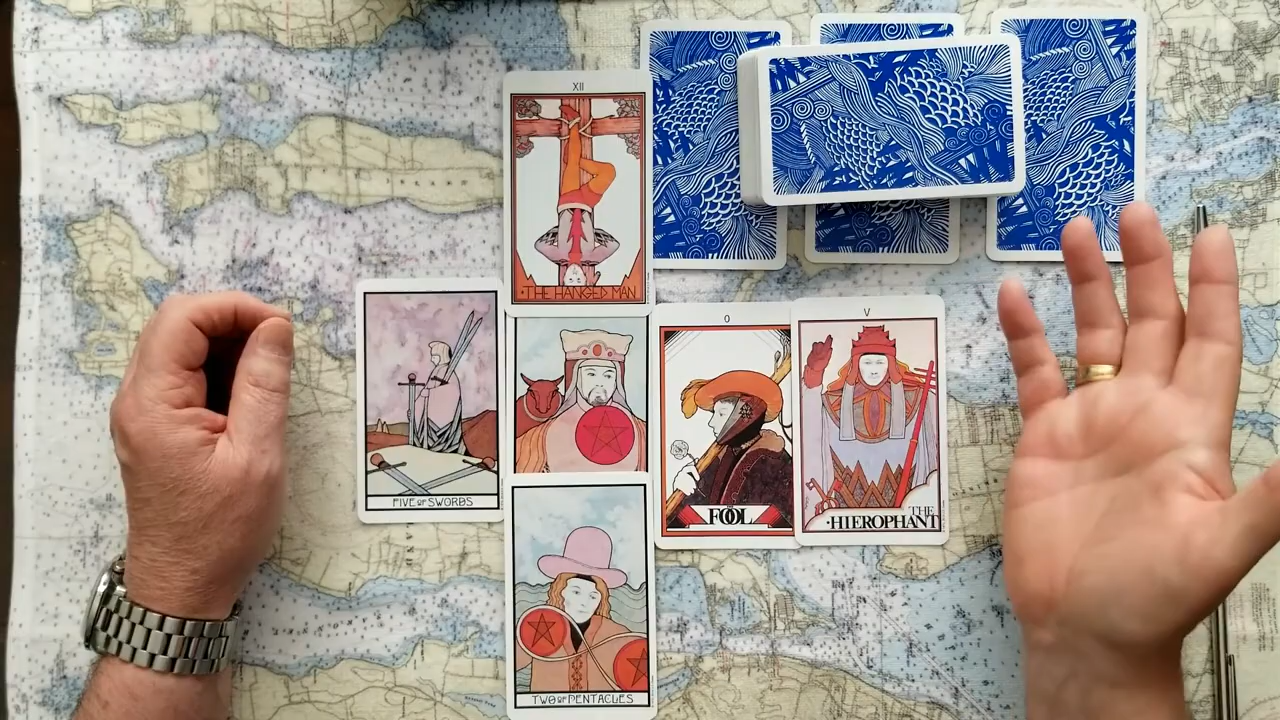 XII
·THE HANGED MAN
FIVE OF SWORDS
0
FOOL
V
THE
·HIEROPHANT
TWO OF PENTACLES